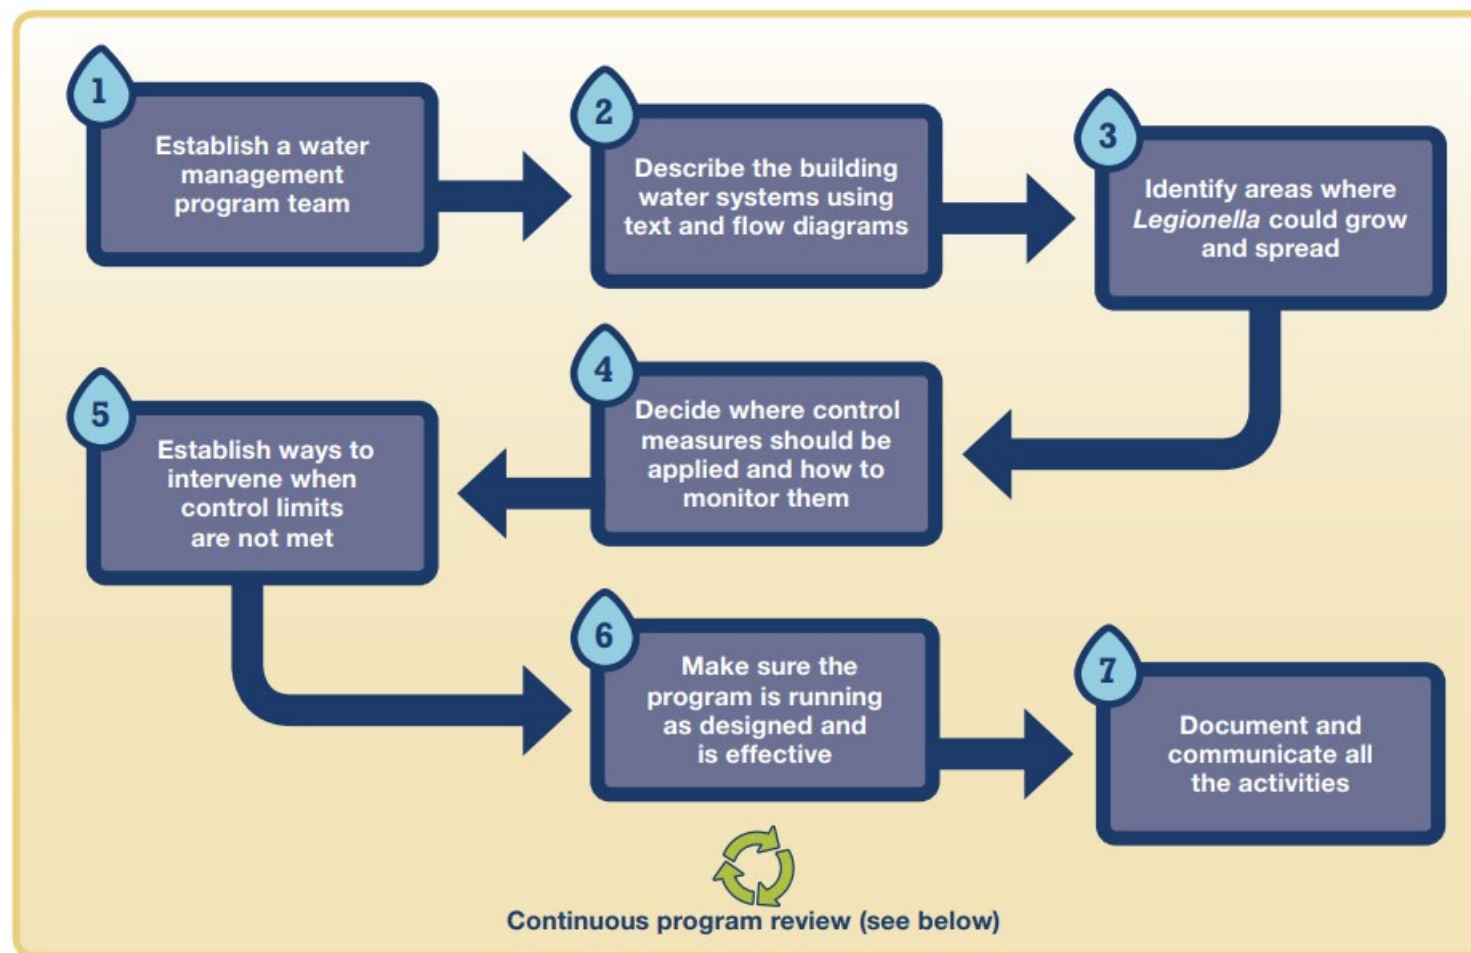 1
Establish a water
management
program team
2
Describe the building
water systems using
text and flow diagrams
3
Identify areas where
Legionella could grow
and spread
4
Decide where control
measures should be
applied and how to
monitor them
5
Establish ways to
intervene when
control limits
are not met
6
Make sure the
program is running
as designed and
is effective
7
Document and
communicate all
the activities
Continuous program review (see below)